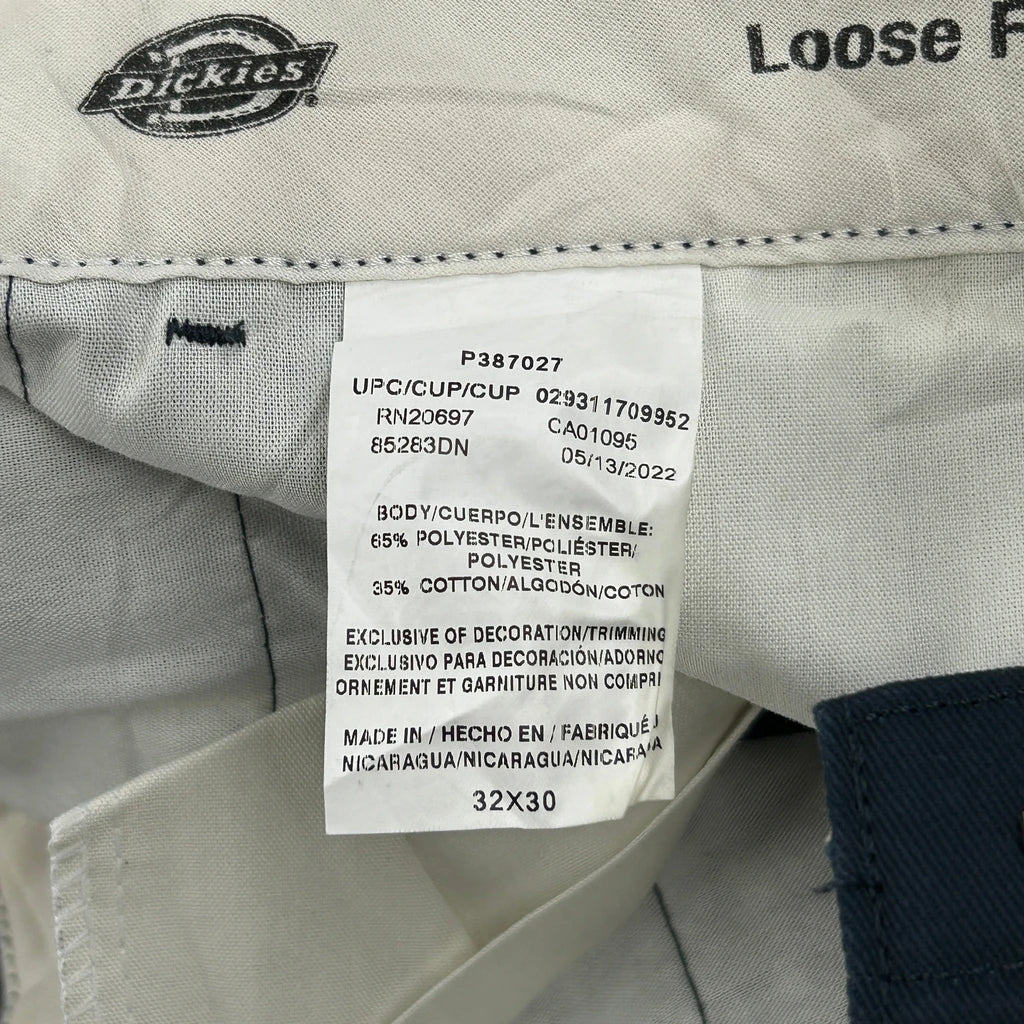 Dickies®
Loose F
P387027
UPC/CUP/CUP 029311709952
RN20697 CA01095
85283DN 05/13/2022
BODY/CUERPO/L'ENSEMBLE:
65% POLYESTER/POLIÉSTER/
POLYESTER
35% COTTON/ALGODÓN/COTON
EXCLUSIVE OF DECORATION/TRIMMING
EXCLUSIVO PARA DECORACIÓN/ADORNO
ORNEMENT ET GARNITURE NON COMPRI
MADE IN / HECHO EN / FABRIQUÉ
NICARAGUA/NICARAGUA/NICARAGUA
32X30